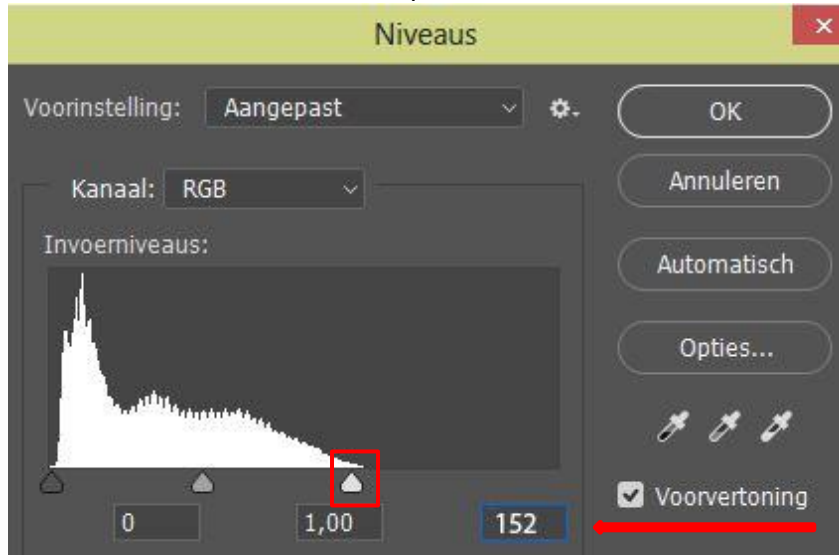 Niveaus
Voorinstelling: Aangepast
OK
Kanaal: RGB
Annuleren
Invoerniveaus:
Automatisch
Opties...
Voorvertoning
0 1,00 152